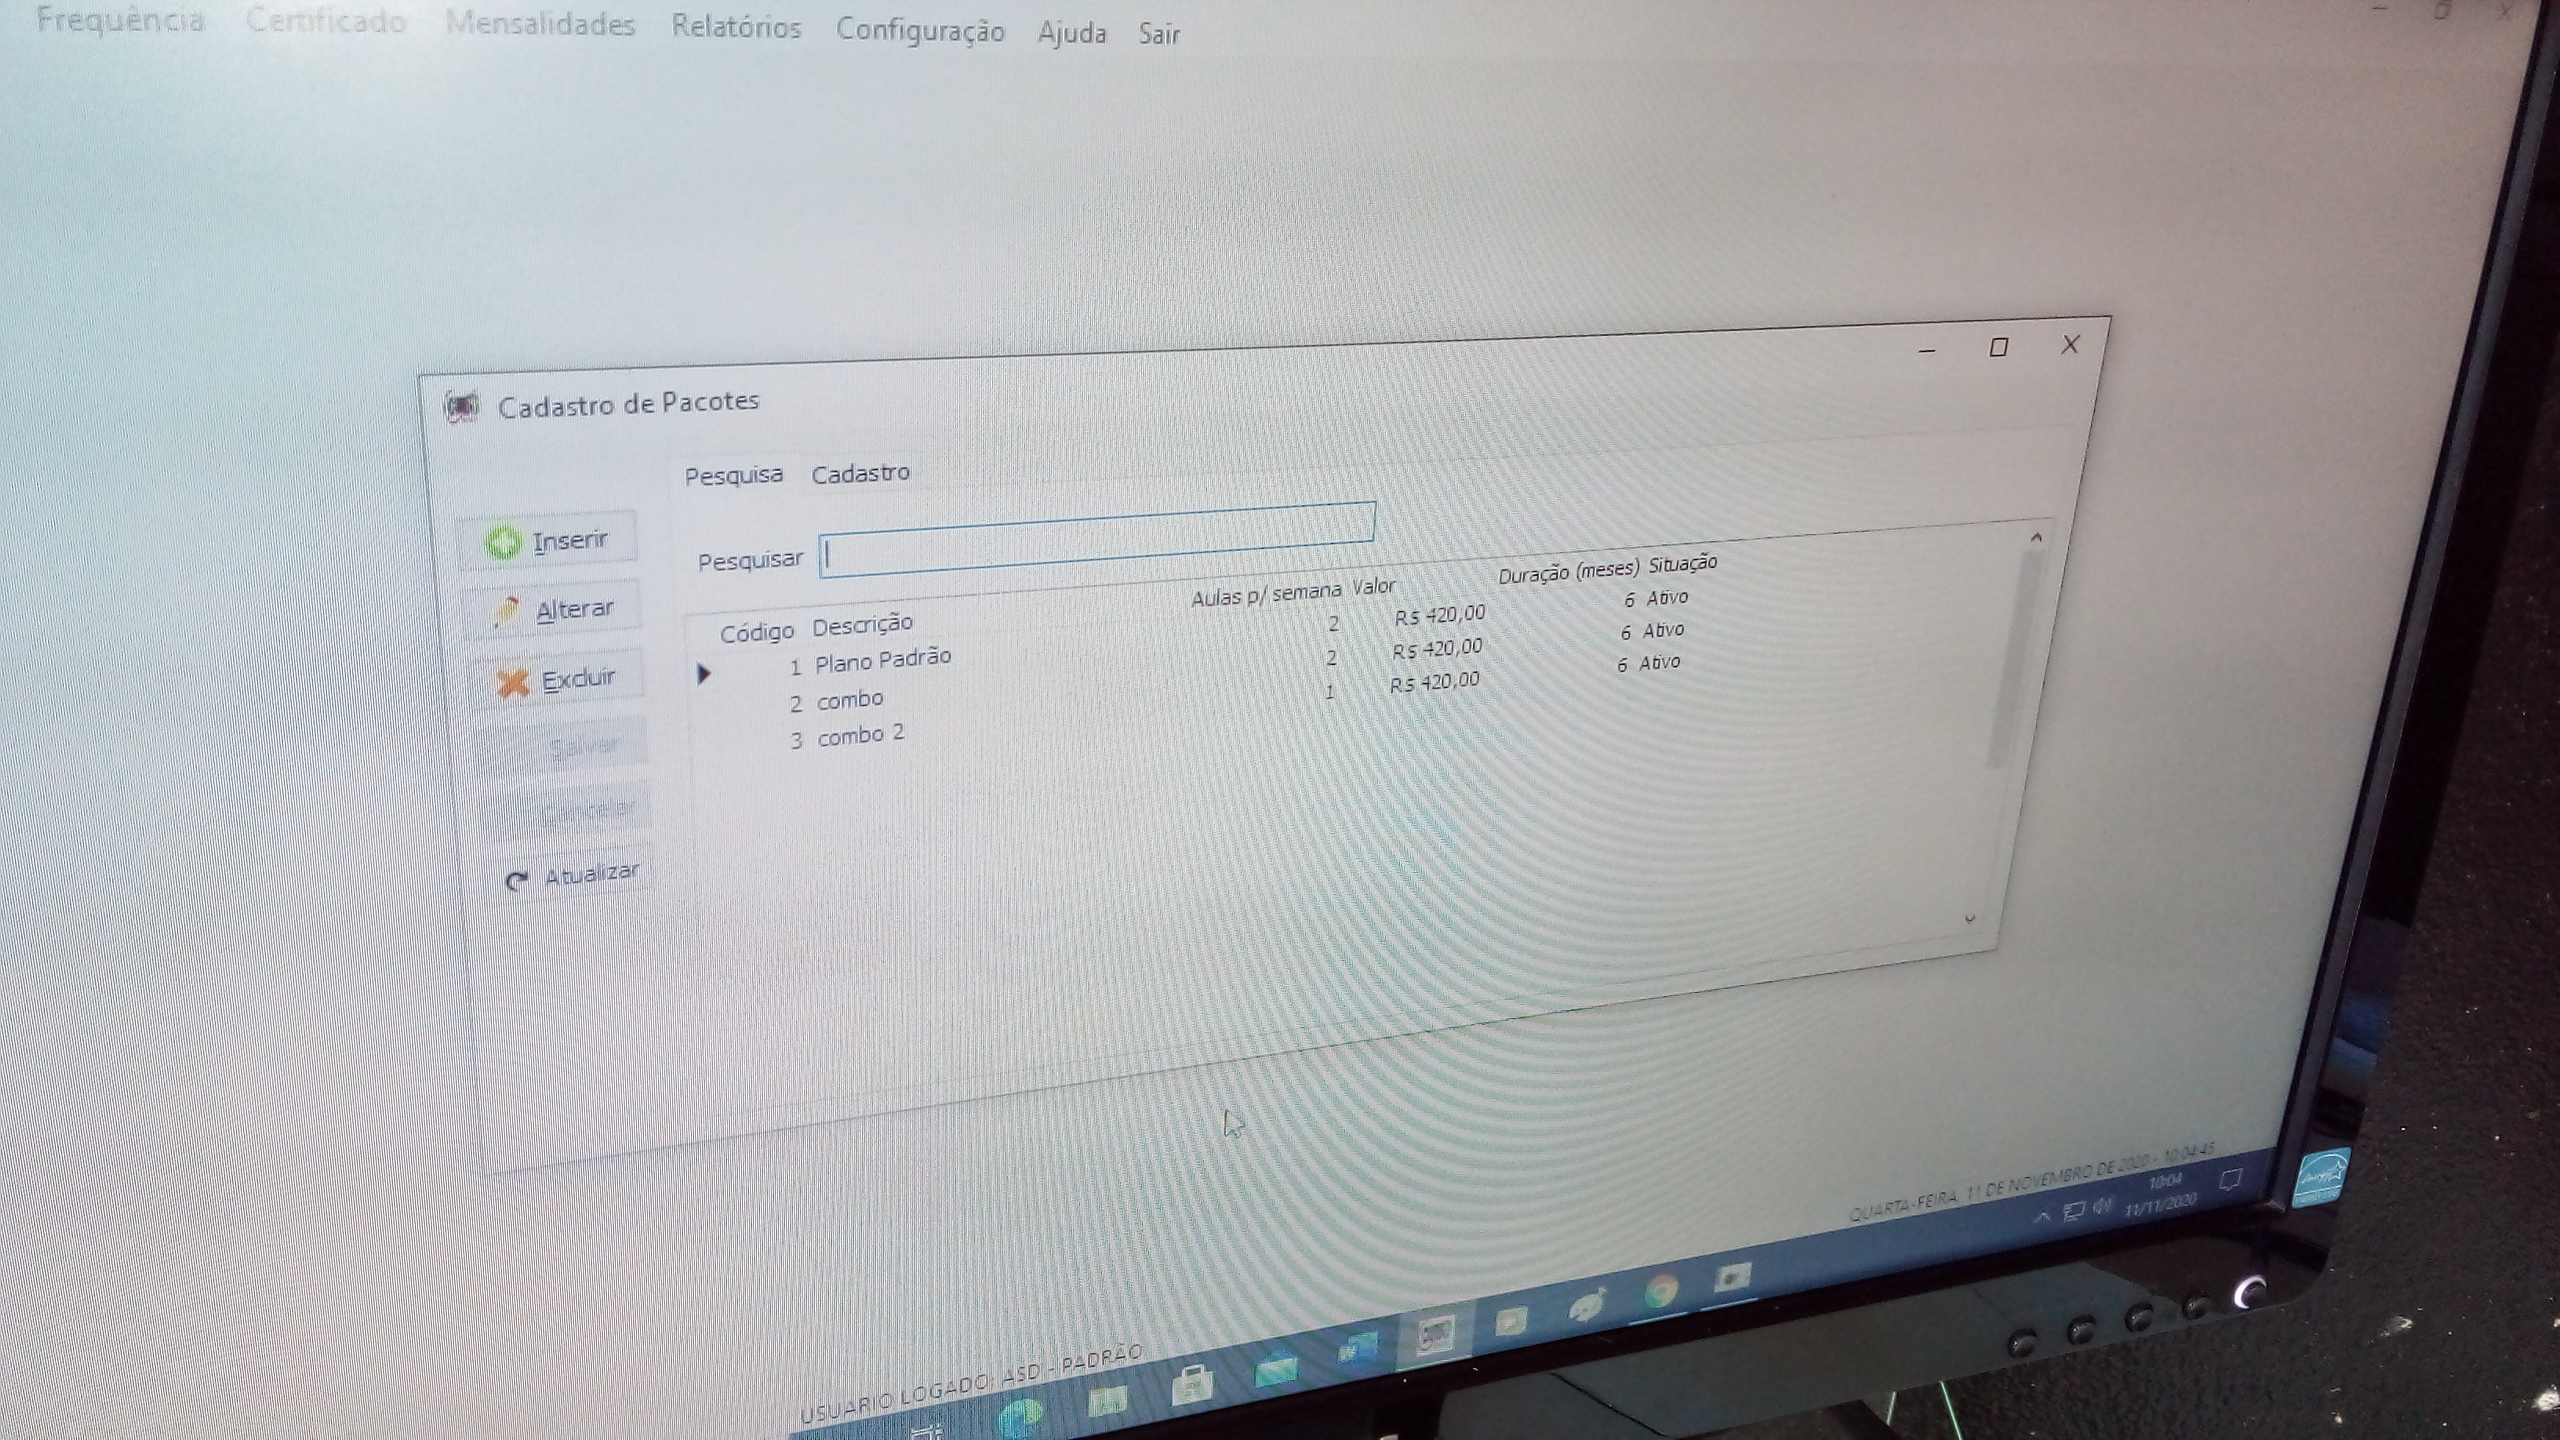 Frequência Certificado Mensalidades Relatórios Configuração Ajuda Sair
Cadastro de Pacotes
Pesquisa Cadastro
Pesquisar
Inserir
Alterar
Excluir
Salvar
Cancelar
Atualizar
Código Descrição Aulas p/ semana Valor Duração (meses) Situação
1 Plano Padrão 2 R$ 420,00 6 Ativo
2 combo 2 R$ 420,00 6 Ativo
3 combo 2 1 R$ 420,00 6 Ativo
USUARIO LOGADO: ASD - PADRÃO
QUARTA-FEIRA, 11 DE NOVEMBRO DE 2020 - 10:04:45
10:04
11/11/2020